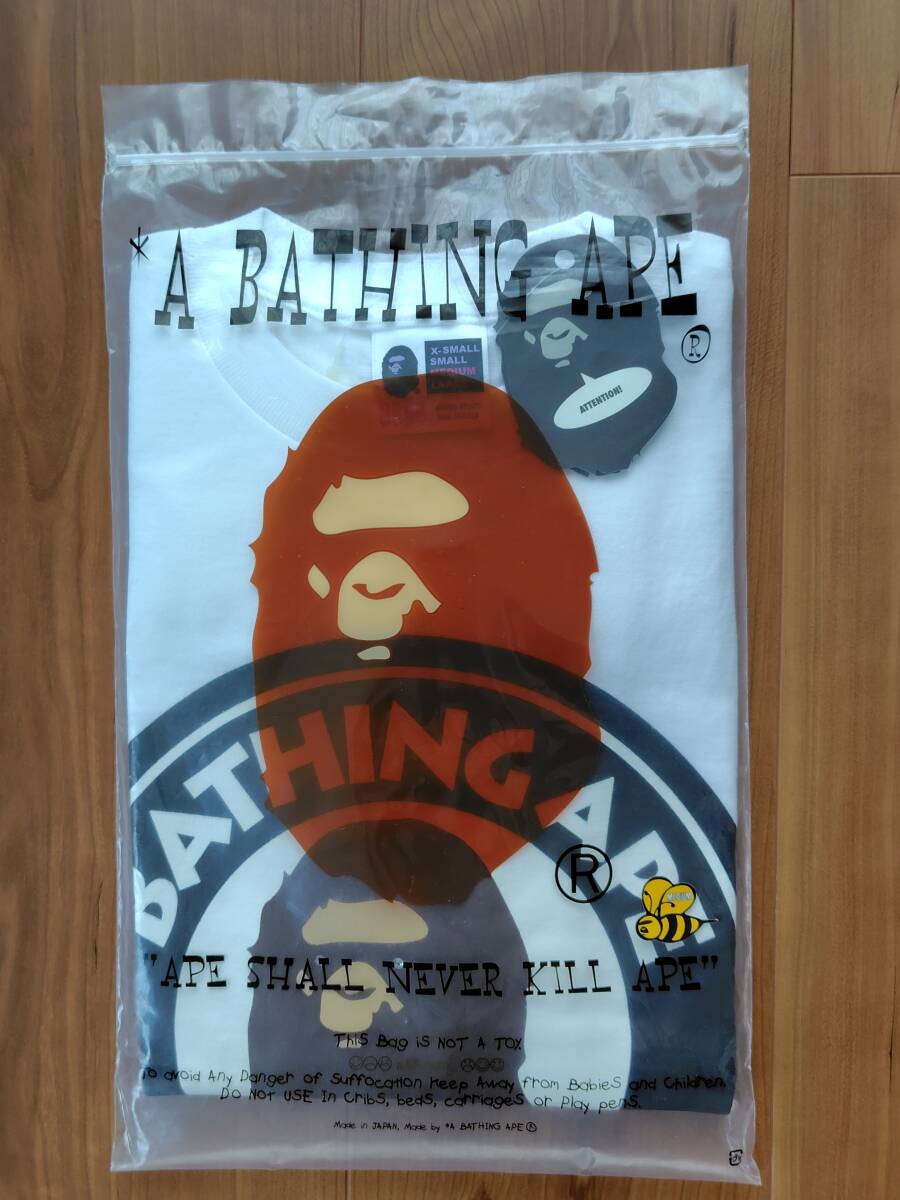 *A BATHING APE
®
X-SMALL
SMALL
MEDIUM
ATTENTION!
BATHING APE
®
"APE SHALL NEVER KILL APE"
This Bag is NOT A TOY.
To avoid Any Danger of Suffocation Keep Away from Babies and Children.
DO NOT USE In Cribs, beds, carriages or Play pens.
Made in JAPAN, Made by *A BATHING APE®